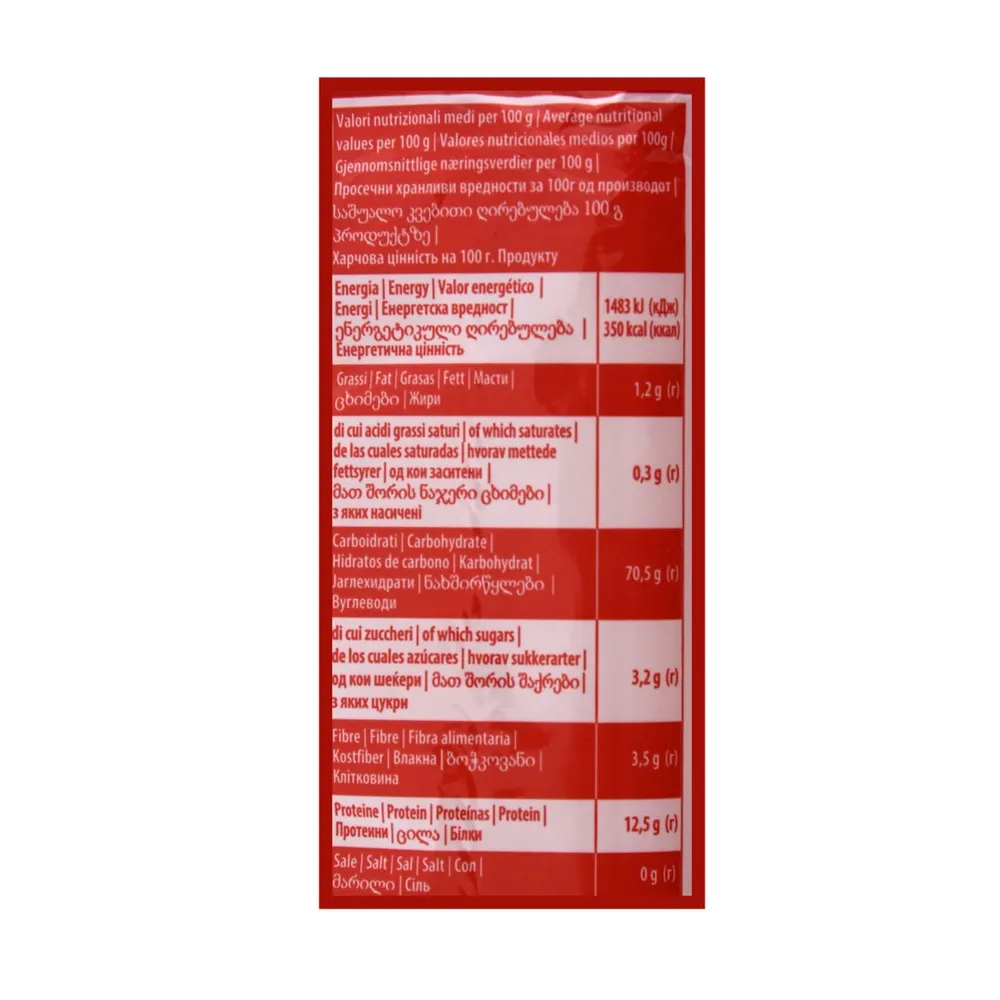 Valori nutrizionali medi per 100 g | Average nutritional
values per 100 g | Valores nutricionales medios por 100g |
Gjennomsnittlige næringsverdier per 100 g |
Просечни хранливи вредности за 100г од производот |
საშუალო კვებითი ღირებულება 100 გ
პროდუქტზე |
Харчова цінність на 100 г. Продукту
Energia | Energy | Valor energético |
Energi | Енергетска вредност |
ენერგეტიკული ღირებულება |
Енергетична цінність
1483 kJ (кДж)
350 kcal (ккал)
Grassi | Fat | Grasas | Fett | Масти |
ცხიმები | Жири
1,2 g (г)
di cui acidi grassi saturi | of which saturates |
de las cuales saturadas | hvorav mettede
fettsyrer | од кои заситени |
მათ შორის ნაჯერი ცხიმები |
з яких насичені
0,3 g (г)
Carboidrati | Carbohydrate |
Hidratos de carbono | Karbohydrat |
Јаглехидрати | ნახშირწყლები |
Вуглеводи
70,5 g (г)
di cui zuccheri | of which sugars |
de los cuales azúcares | hvorav sukkerarter |
од кои шеќери | მათ შორის შაქრები |
з яких цукри
3,2 g (г)
Fibre | Fibre | Fibra alimentaria |
Kostfiber | Влакна | ბოჭკოვანი |
Клітковина
3,5 g (г)
Proteine | Protein | Proteínas | Protein |
Протеини | ცილა | Білки
12,5 g (г)
Sale | Salt | Sal | Salt | Сол |
მარილი | Сіль
0 g (г)